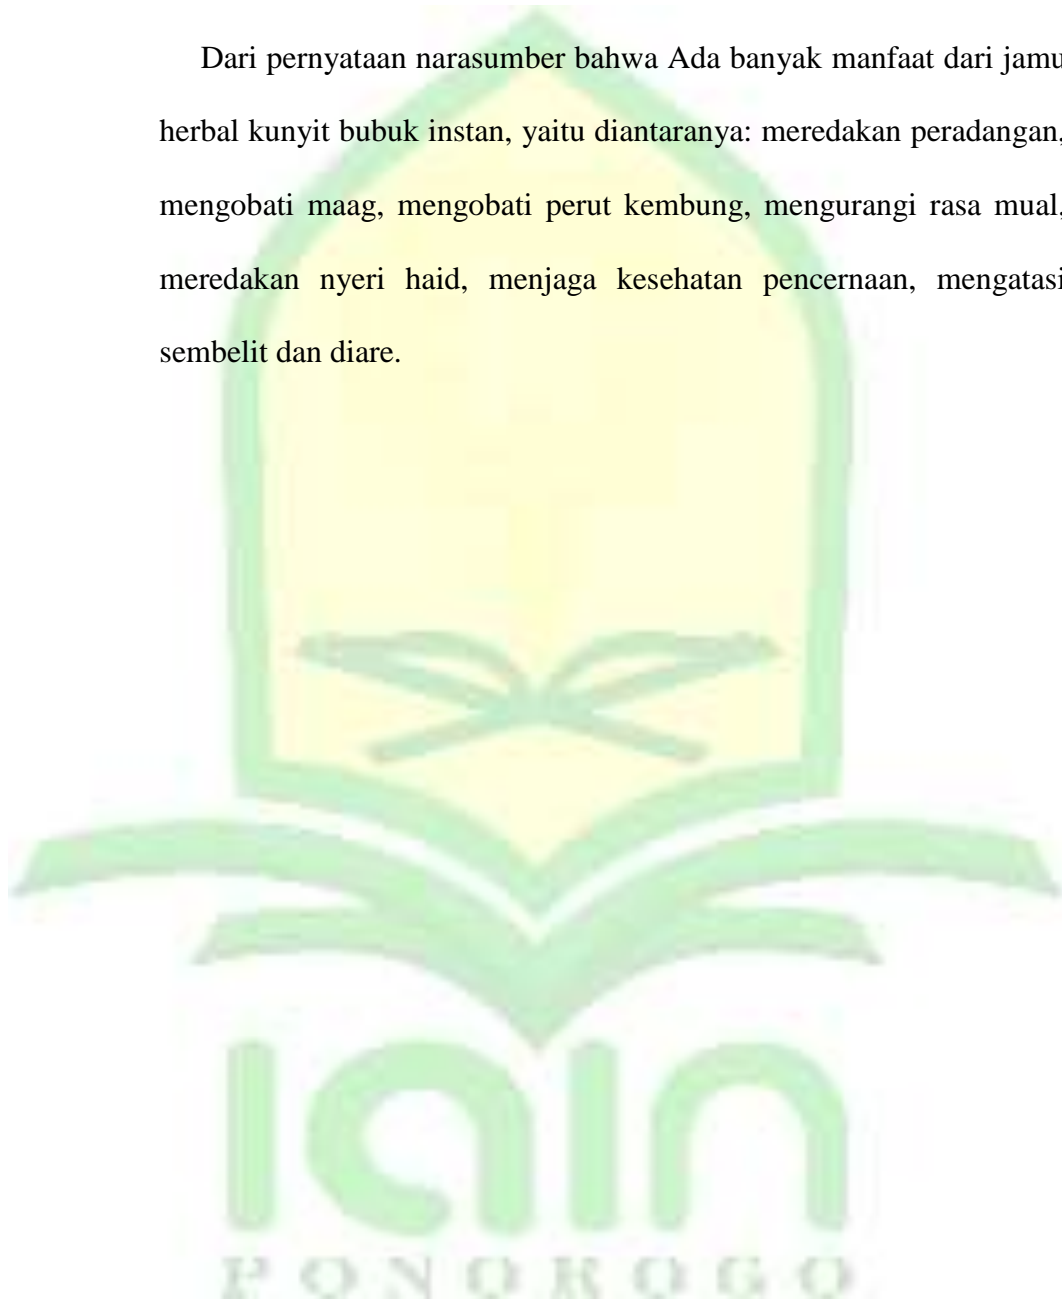 Dari pernyataan narasumber bahwa Ada banyak manfaat dari jamu
herbal kunyit bubuk instan, yaitu diantaranya: meredakan peradangan,
mengobati maag, mengobati perut kembung, mengurangi rasa mual,
meredakan nyeri haid, menjaga kesehatan pencernaan, mengatasi
sembelit dan diare.
iain
PONOROGO